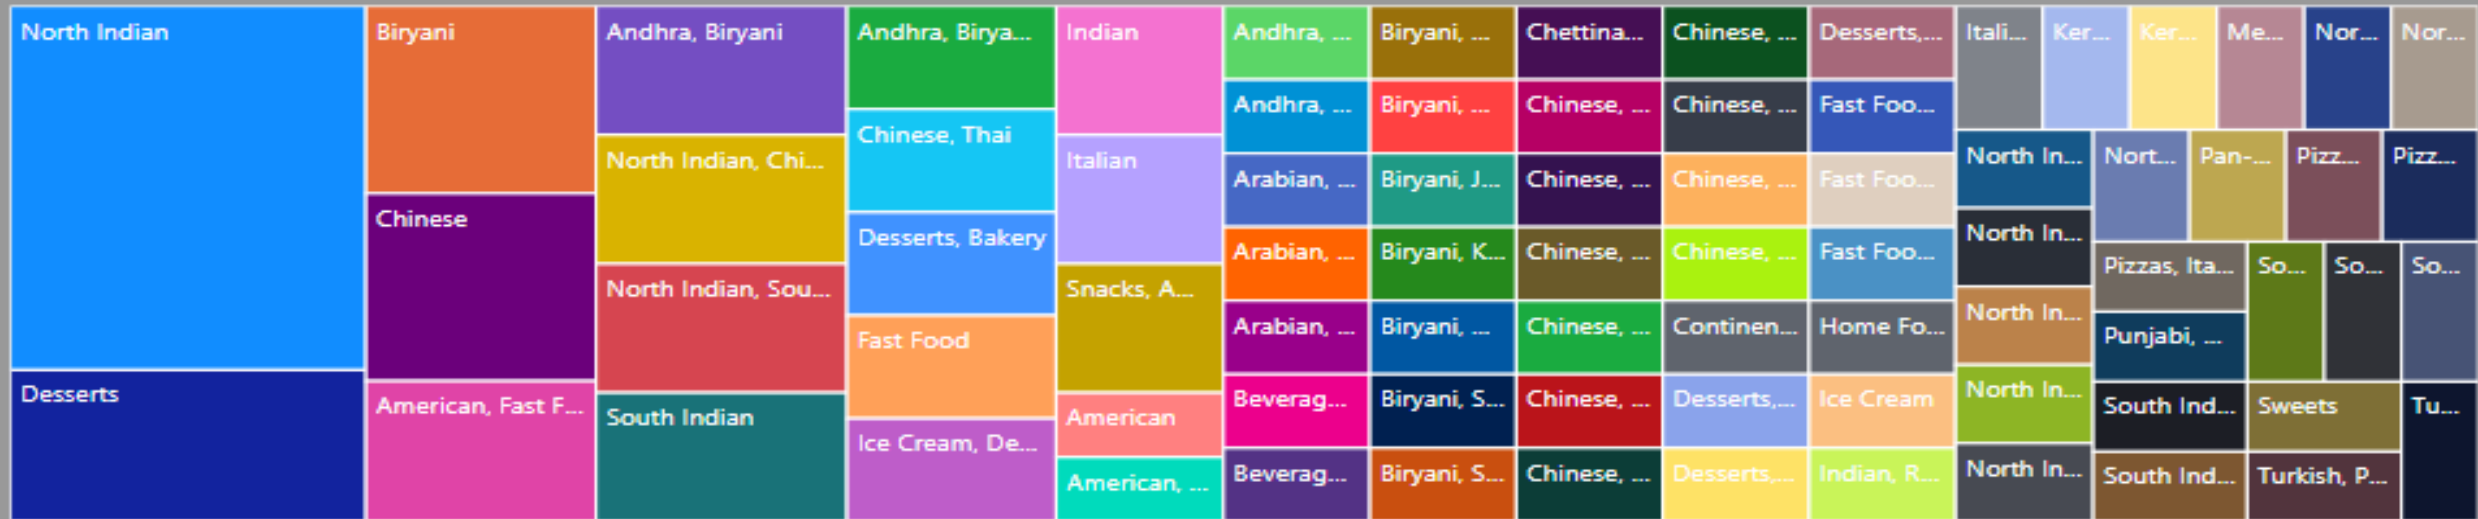 North Indian
Desserts
Biryani
Chinese
American, Fast F...
Andhra, Biryani
North Indian, Chi...
North Indian, Sou...
South Indian
Andhra, Birya...
Chinese, Thai
Desserts, Bakery
Fast Food
Ice Cream, De...
Indian
Italian
Snacks, A...
American
American, ...
Andhra, ...
Andhra, ...
Arabian, ...
Arabian, ...
Arabian, ...
Beverag...
Beverag...
Biryani, ...
Biryani, ...
Biryani, J...
Biryani, K...
Biryani, ...
Biryani, S...
Biryani, S...
Chettina...
Chinese, ...
Chinese, ...
Chinese, ...
Chinese, ...
Chinese, ...
Chinese, ...
Chinese, ...
Chinese, ...
Chinese, ...
Chinese, ...
Continen...
Desserts,...
Desserts,...
Desserts,...
Fast Foo...
Fast Foo...
Fast Foo...
Home Fo...
Ice Cream
Indian, R...
Itali...
Ker...
Ker...
Me...
Nor...
Nor...
North In...
North In...
North In...
North In...
North In...
Nort...
Pan-...
Pizz...
Pizz...
Pizzas, Ita...
Punjabi, ...
So...
So...
So...
South Ind...
South Ind...
Sweets
Turkish, P...
Tu...